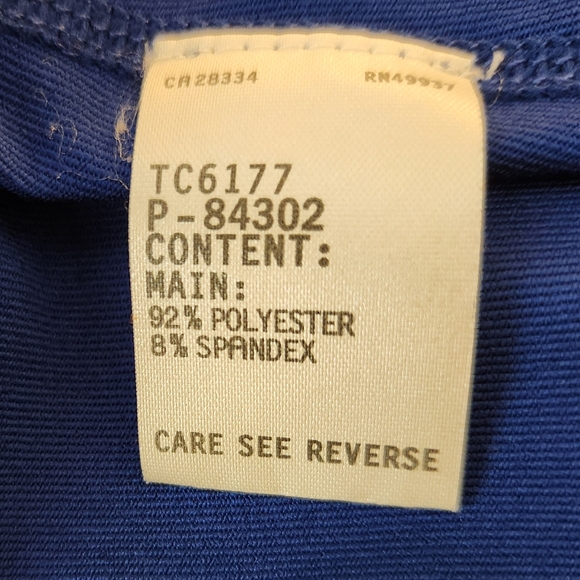 CA28334 RN49937
TC6177
P-84302
CONTENT:
MAIN:
92% POLYESTER
8% SPANDEX
CARE SEE REVERSE